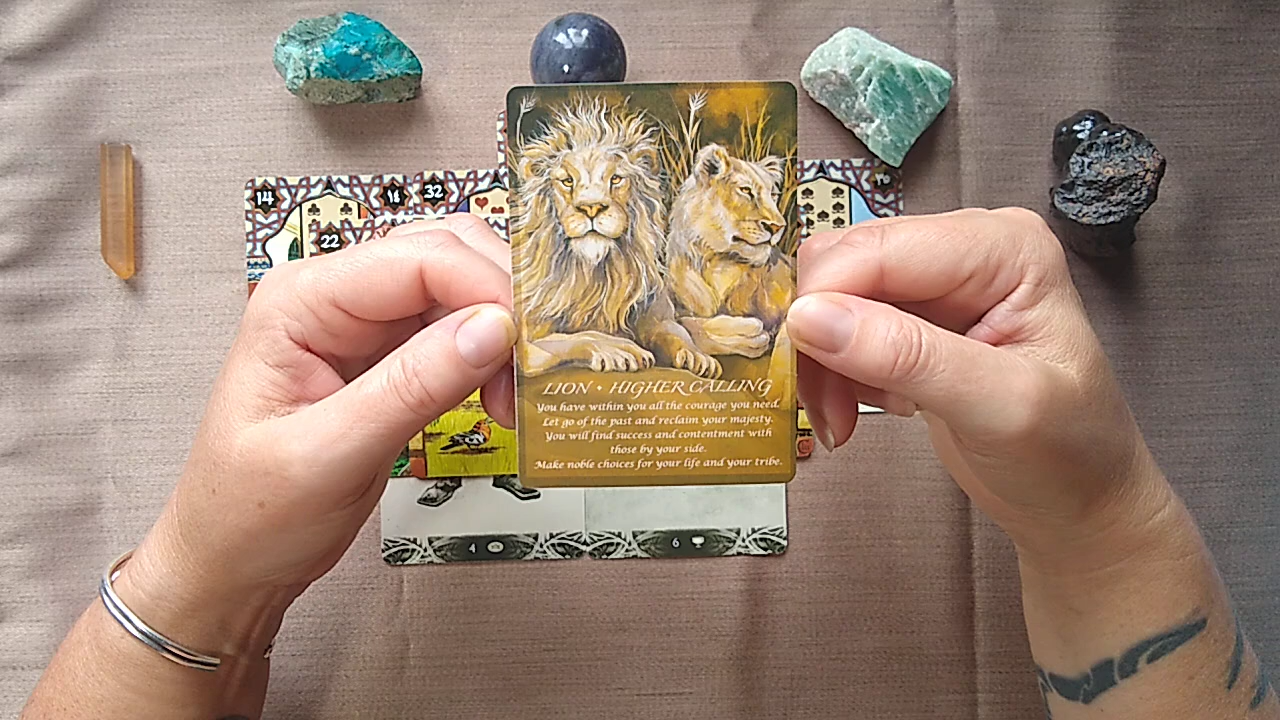 14
18
32
22
LION • HIGHER CALLING
You have within you all the courage you need.
Let go of the past and reclaim your majesty.
You will find success and contentment with
those by your side.
Make noble choices for your life and your tribe.
4
6